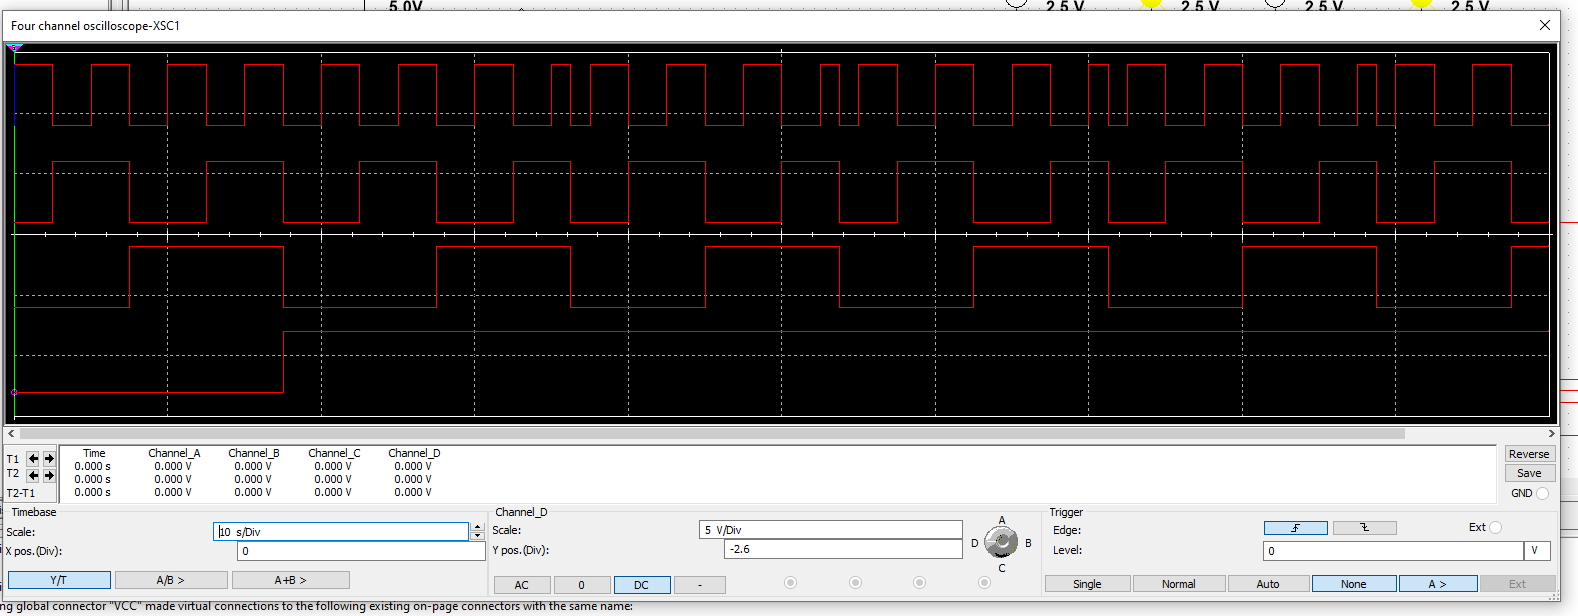 5.0V 2.5 V 2.5 V 2.5 V 2.5 V
Four channel oscilloscope-XSC1
T1
T2
T2-T1
Time Channel_A Channel_B Channel_C Channel_D
0.000 s 0.000 V 0.000 V 0.000 V 0.000 V
0.000 s 0.000 V 0.000 V 0.000 V 0.000 V
0.000 s 0.000 V 0.000 V 0.000 V 0.000 V
Reverse
Save
GND
Timebase
Scale: 10 s/Div
X pos.(Div): 0
Y/T A/B > A+B >
Channel_D
Scale: 5 V/Div
Y pos.(Div): -2.6
AC 0 DC -
A
D B
C
Trigger
Edge: Ext
Level: 0 V
Single Normal Auto None A > Ext
ng global connector "VCC" made virtual connections to the following existing on-page connectors with the same name: